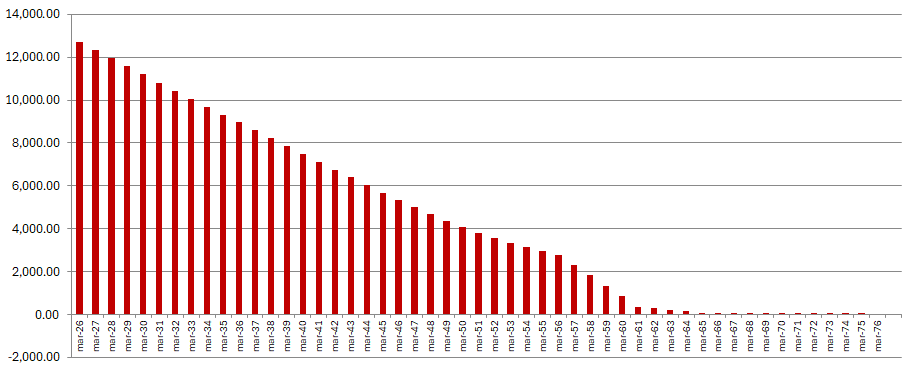 14,000.00
12,000.00
10,000.00
8,000.00
6,000.00
4,000.00
2,000.00
0.00
-2,000.00
mar-26
mar-27
mar-28
mar-29
mar-30
mar-31
mar-32
mar-33
mar-34
mar-35
mar-36
mar-37
mar-38
mar-39
mar-40
mar-41
mar-42
mar-43
mar-44
mar-45
mar-46
mar-47
mar-48
mar-49
mar-50
mar-51
mar-52
mar-53
mar-54
mar-55
mar-56
mar-57
mar-58
mar-59
mar-60
mar-61
mar-62
mar-63
mar-64
mar-65
mar-66
mar-67
mar-68
mar-69
mar-70
mar-71
mar-72
mar-73
mar-74
mar-75
mar-76